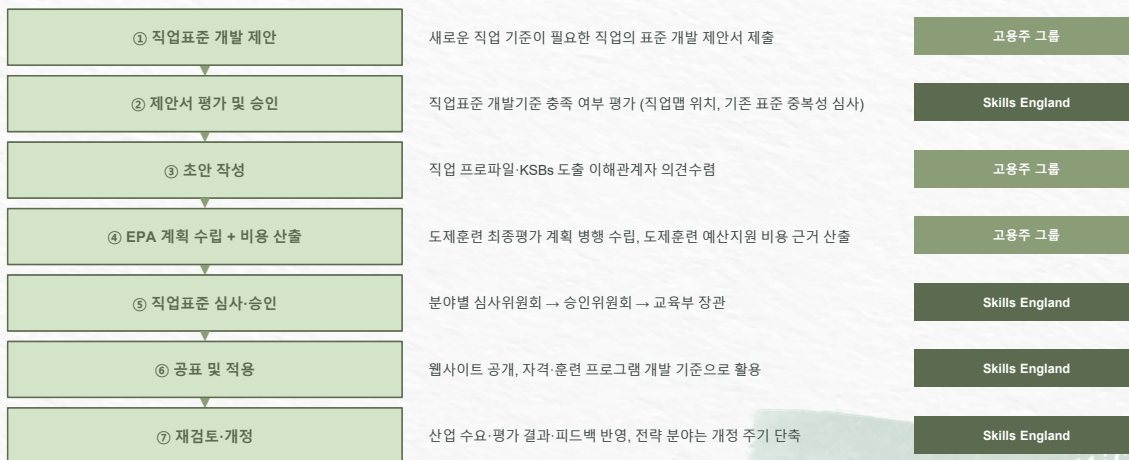 ① 직업표준 개발 제안
새로운 직업 기준이 필요한 직업의 표준 개발 제안서 제출
고용주 그룹
② 제안서 평가 및 승인
직업표준 개발기준 충족 여부 평가 (직업맵 위치, 기존 표준 중복성 심사)
Skills England
③ 초안 작성
직업 프로파일·KSBs 도출 이해관계자 의견수렴
고용주 그룹
④ EPA 계획 수립 + 비용 산출
도제훈련 최종평가 계획 병행 수립, 도제훈련 예산지원 비용 근거 산출
고용주 그룹
⑤ 직업표준 심사·승인
분야별 심사위원회 → 승인위원회 → 교육부 장관
Skills England
⑥ 공표 및 적용
웹사이트 공개, 자격·훈련 프로그램 개발 기준으로 활용
Skills England
⑦ 재검토·개정
산업 수요·평가 결과·피드백 반영, 전략 분야는 개정 주기 단축
Skills England